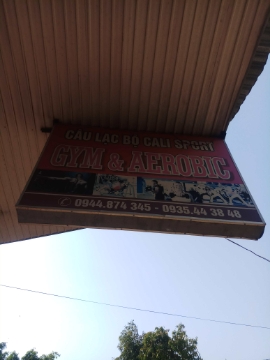 CÂU LẠC BỘ CALI SPORT
GYM & AEROBIC
0944.874 345 - 0935.44 38 48